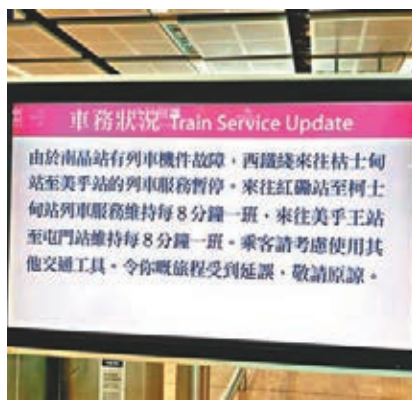 車務狀況 Train Service Update
由於南昌站有列車機件故障，西鐵綫來往枯士甸
站至美乎站的列車服務暫停。來往紅磡站至柯士
甸站列車服務維持每8分鐘一班，來往美乎王站
至屯門站維持每8分鐘一班。乘客請考慮使用其
他交通工具。令你嘅旅程受到延誤，敬請原諒。